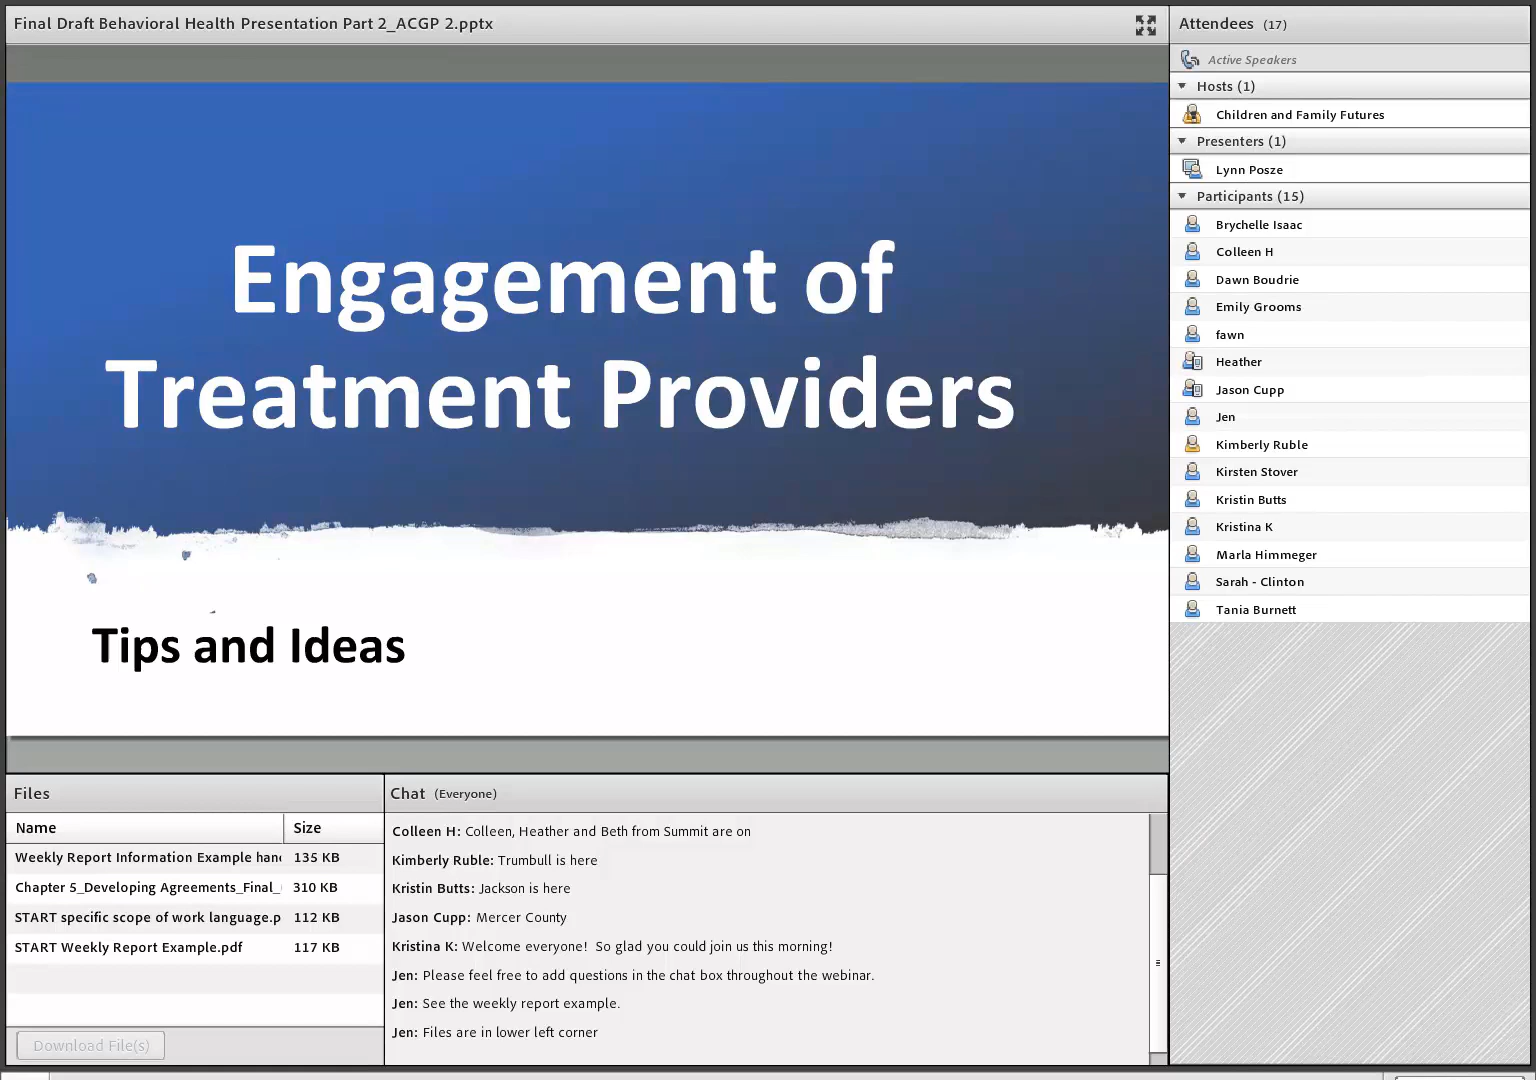 Final Draft Behavioral Health Presentation Part 2_ACGP 2.pptx
Engagement of
Treatment Providers
Tips and Ideas
Files
Name Size
Weekly Report Information Example han 135 KB
Chapter 5_Developing Agreements_Final_ 310 KB
START specific scope of work language.p 112 KB
START Weekly Report Example.pdf 117 KB
Download File(s)
Chat (Everyone)
Colleen H: Colleen, Heather and Beth from Summit are on
Kimberly Ruble: Trumbull is here
Kristin Butts: Jackson is here
Jason Cupp: Mercer County
Kristina K: Welcome everyone! So glad you could join us this morning!
Jen: Please feel free to add questions in the chat box throughout the webinar.
Jen: See the weekly report example.
Jen: Files are in lower left corner
Attendees (17)
Active Speakers
Hosts (1)
Children and Family Futures
Presenters (1)
Lynn Posze
Participants (15)
Brychelle Isaac
Colleen H
Dawn Boudrie
Emily Grooms
fawn
Heather
Jason Cupp
Jen
Kimberly Ruble
Kirsten Stover
Kristin Butts
Kristina K
Marla Himmeger
Sarah - Clinton
Tania Burnett